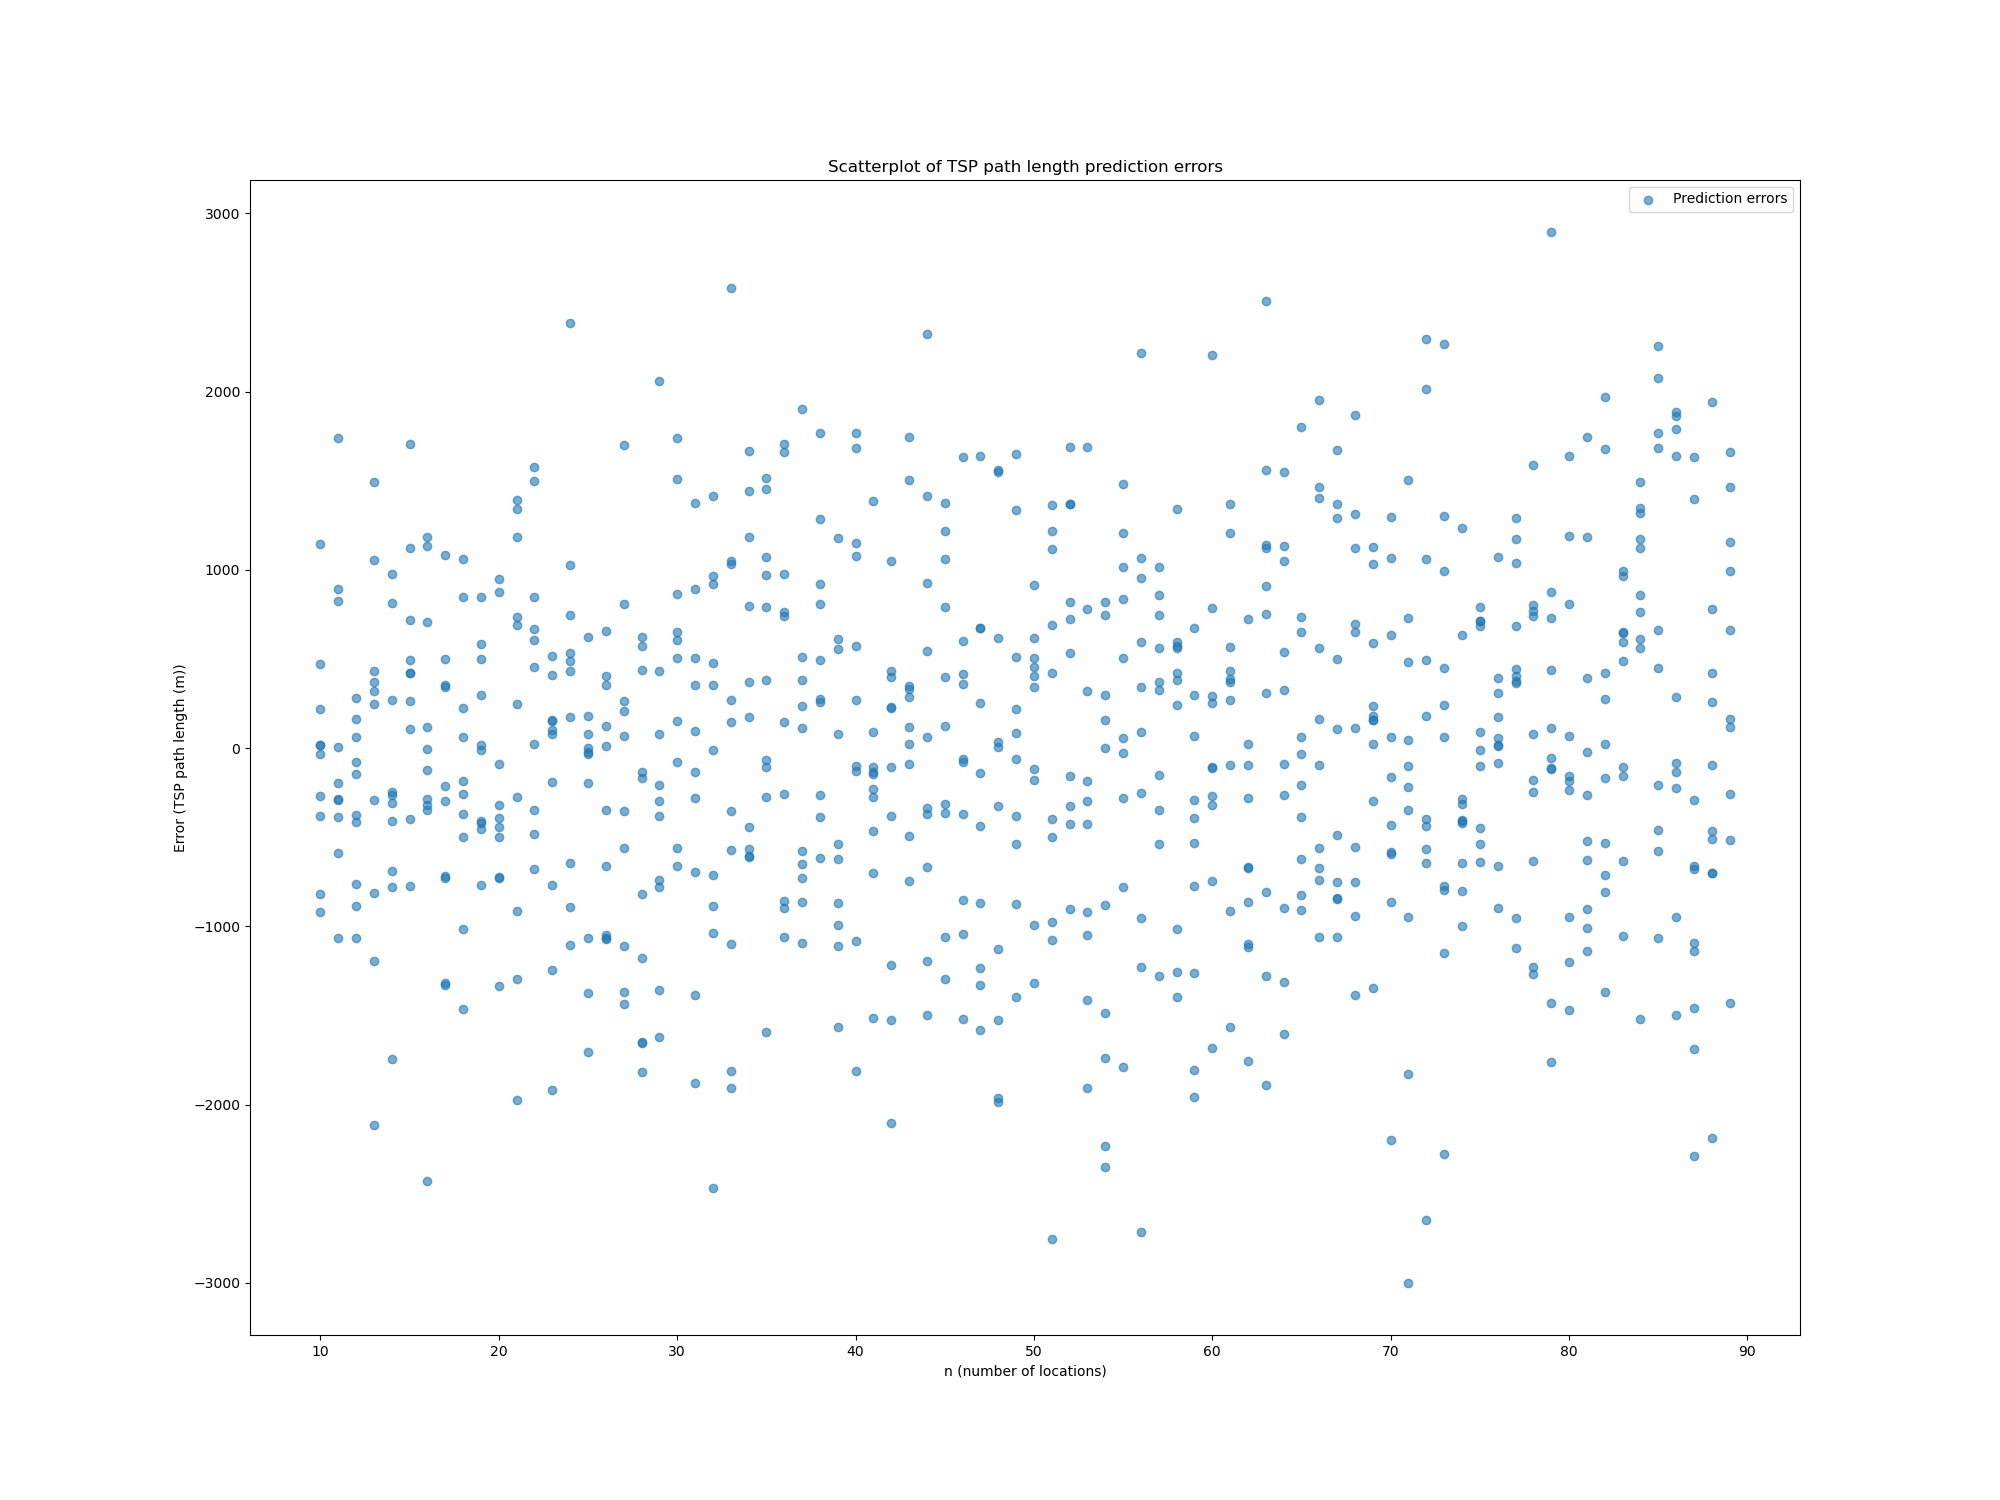 Scatterplot of TSP path length prediction errors
Prediction errors
Error (TSP path length (m))
3000
2000
1000
0
−1000
−2000
−3000
10 20 30 40 50 60 70 80 90
n (number of locations)